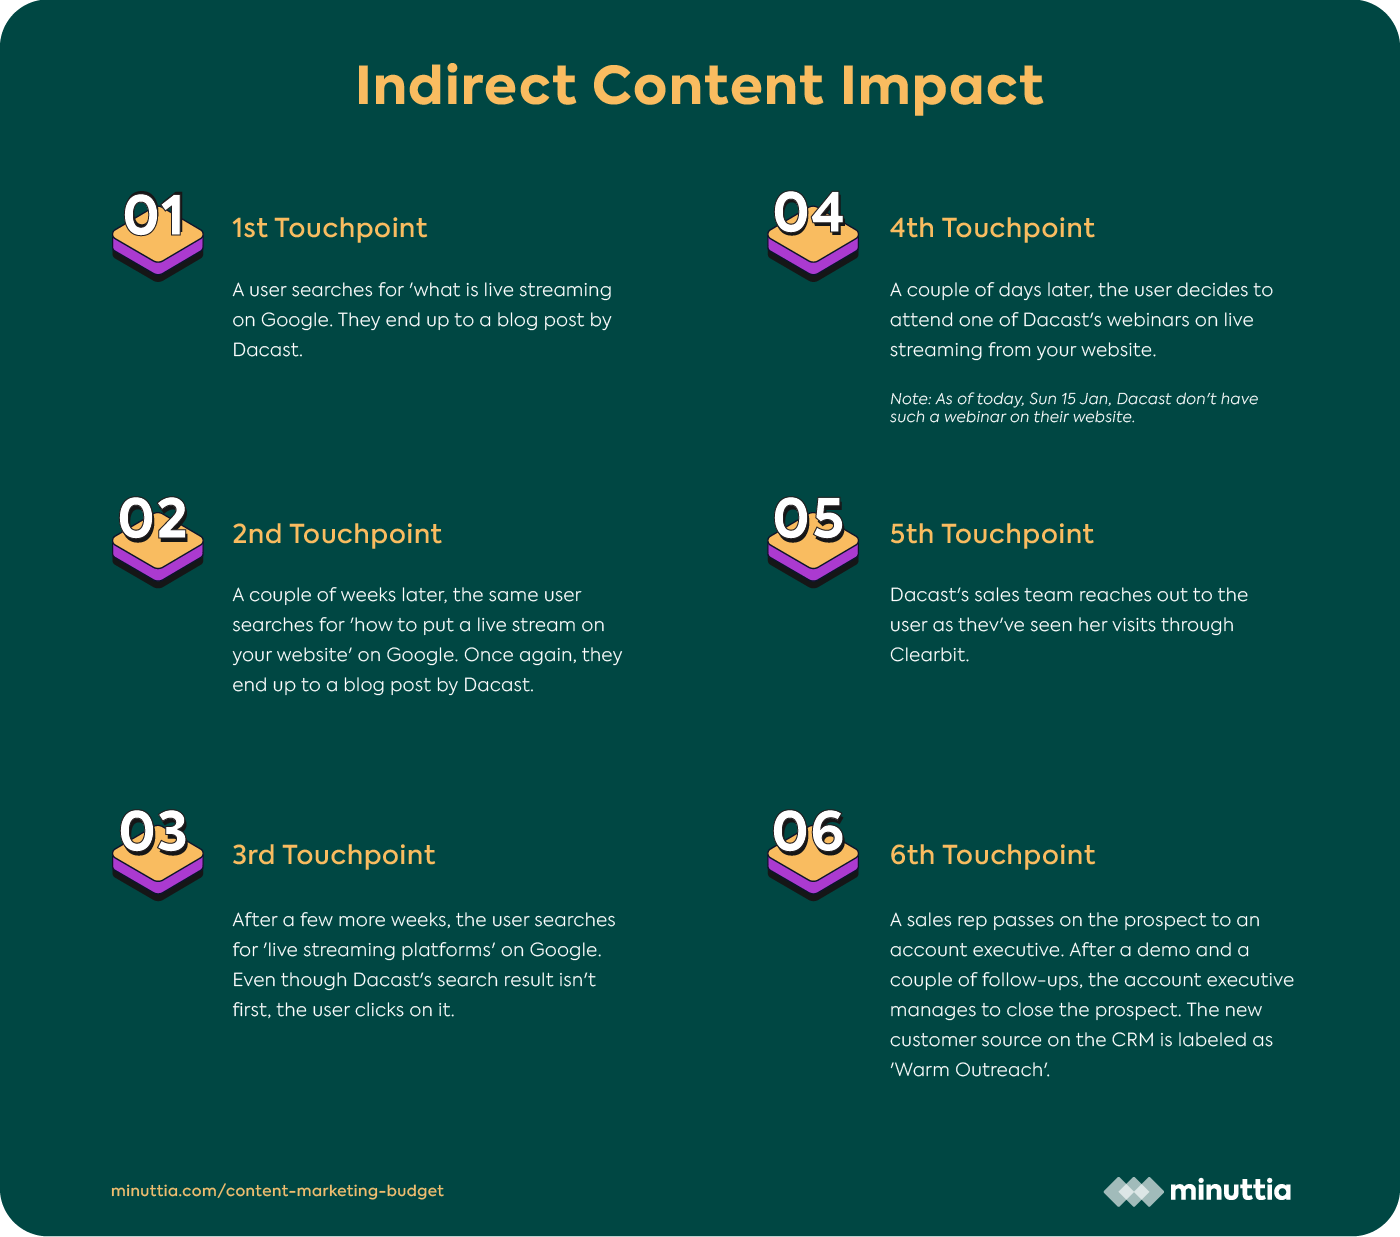 Indirect Content Impact
01
1st Touchpoint
A user searches for 'what is live streaming
on Google. They end up to a blog post by
Dacast.
02
2nd Touchpoint
A couple of weeks later, the same user
searches for 'how to put a live stream on
your website' on Google. Once again, they
end up to a blog post by Dacast.
03
3rd Touchpoint
After a few more weeks, the user searches
for 'live streaming platforms' on Google.
Even though Dacast's search result isn't
first, the user clicks on it.
04
4th Touchpoint
A couple of days later, the user decides to
attend one of Dacast's webinars on live
streaming from your website.
Note: As of today, Sun 15 Jan, Dacast don't have
such a webinar on their website.
05
5th Touchpoint
Dacast's sales team reaches out to the
user as thev've seen her visits through
Clearbit.
06
6th Touchpoint
A sales rep passes on the prospect to an
account executive. After a demo and a
couple of follow-ups, the account executive
manages to close the prospect. The new
customer source on the CRM is labeled as
'Warm Outreach'.
minuttia.com/content-marketing-budget
minuttia